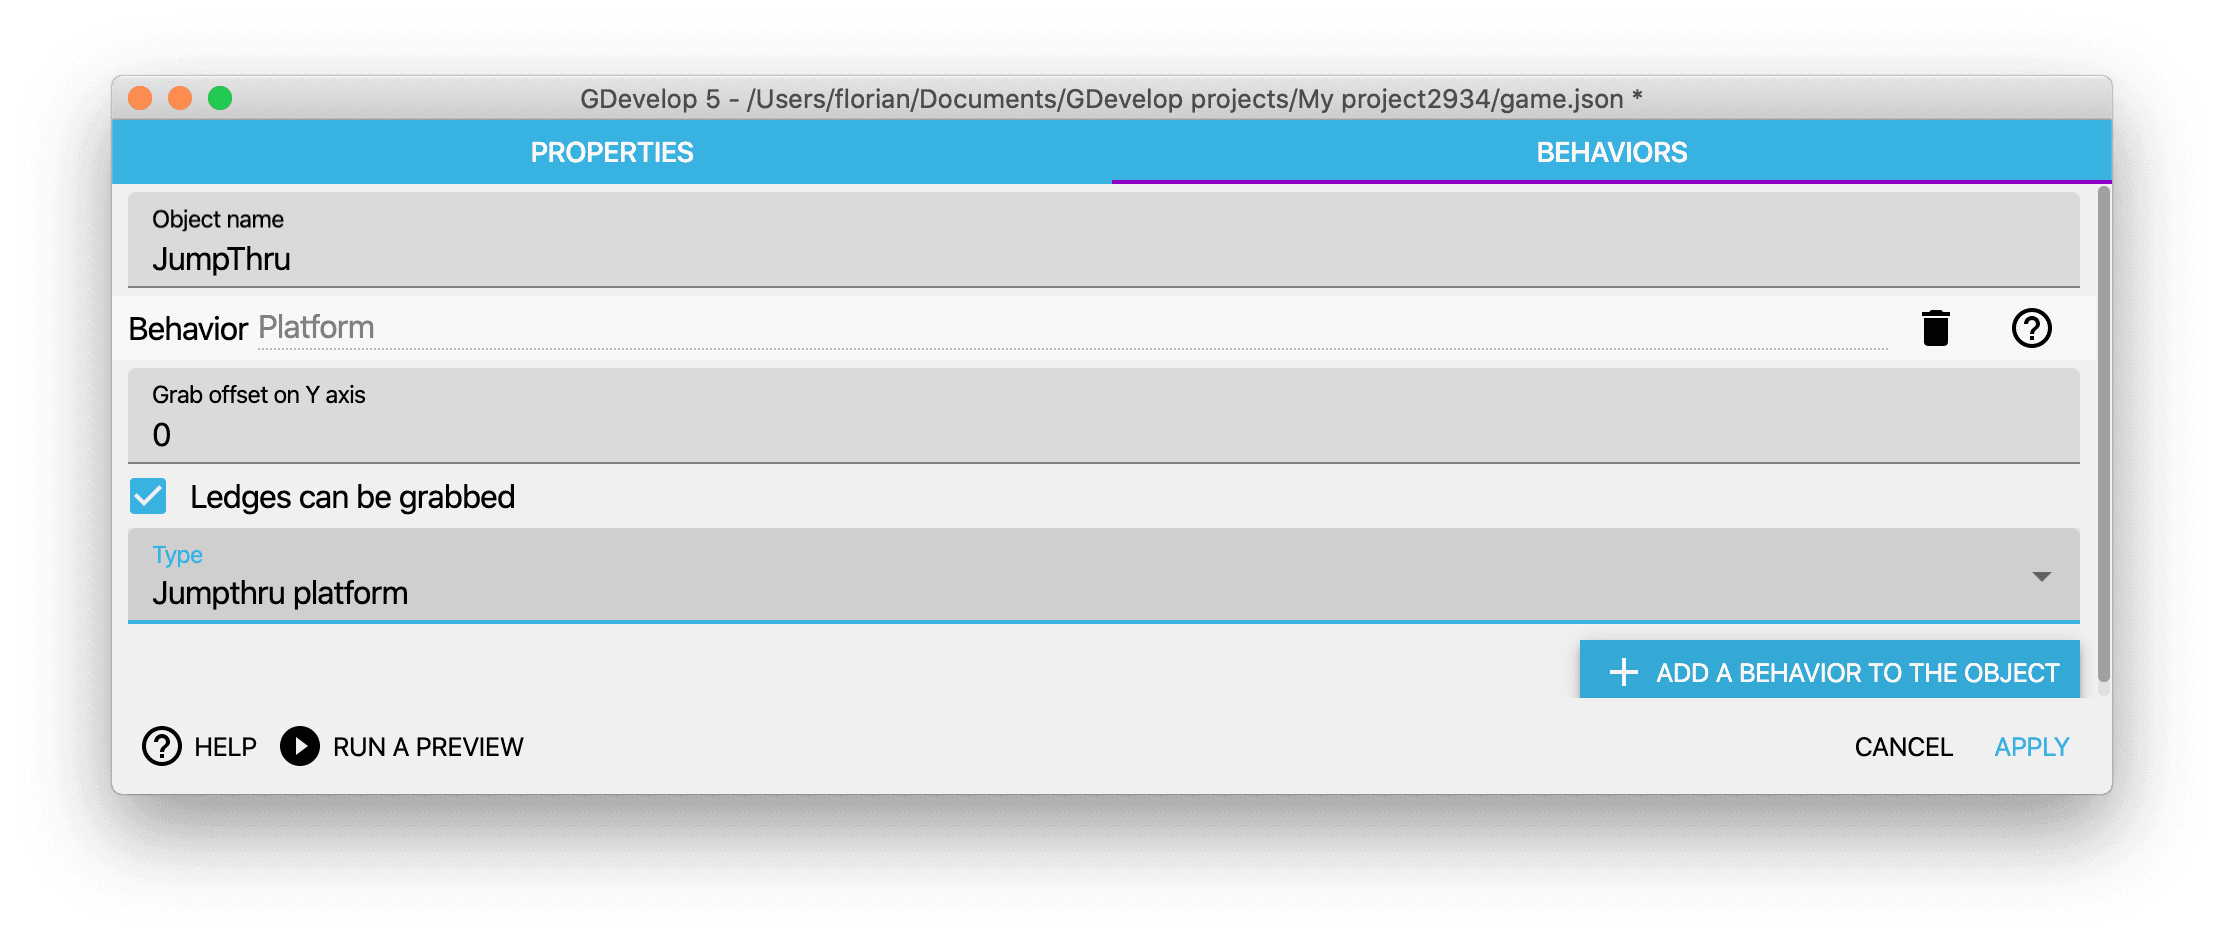 GDevelop 5 - /Users/florian/Documents/GDevelop projects/My project2934/game.json *
PROPERTIES BEHAVIORS
Object name
JumpThru
Behavior Platform
Grab offset on Y axis
0
Ledges can be grabbed
Type
Jumpthru platform
ADD A BEHAVIOR TO THE OBJECT
HELP RUN A PREVIEW CANCEL APPLY